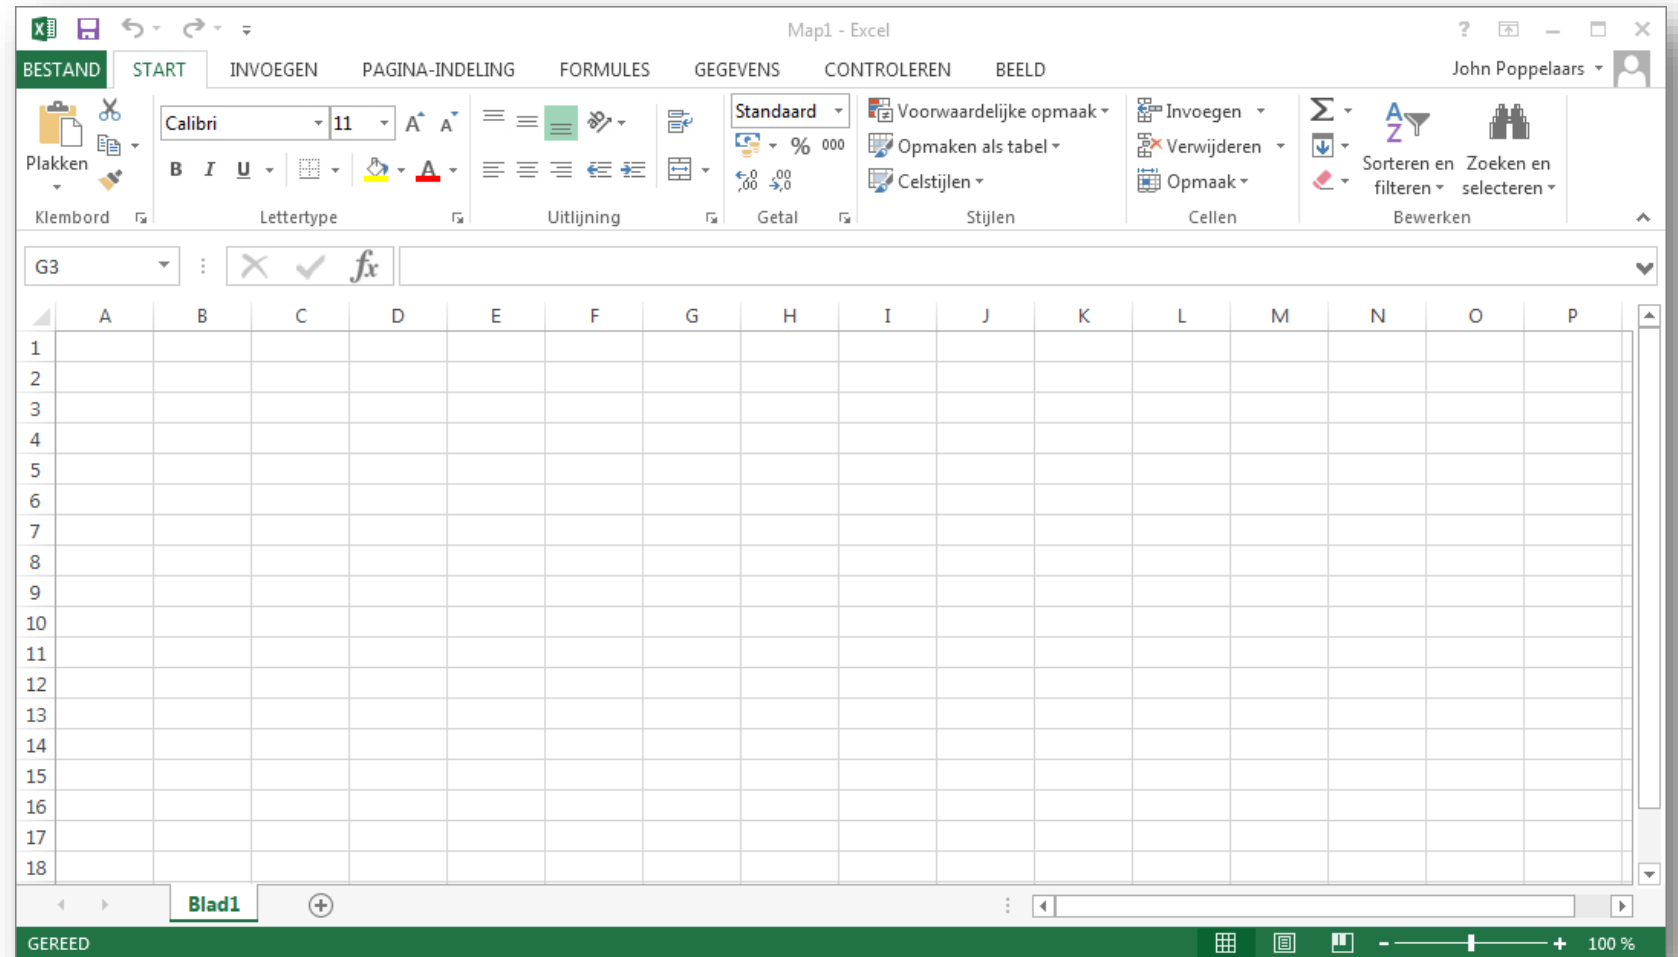 Map1 - Excel
?
BESTAND START INVOEGEN PAGINA-INDELING FORMULES GEGEVENS CONTROLEREN BEELD John Poppelaars
Plakken
Calibri 11 A A
B I U A
Standaard
% 000
,00 ,0
Voorwaardelijke opmaak
Opmaken als tabel
Celstijlen
Invoegen
Verwijderen
Opmaak
Σ
Sorteren en filteren
Zoeken en selecteren
Klembord Lettertype Uitlijning Getal Stijlen Cellen Bewerken
G3 fx
A B C D E F G H I J K L M N O P
1
2
3
4
5
6
7
8
9
10
11
12
13
14
15
16
17
18
Blad1
GEREED 100 %